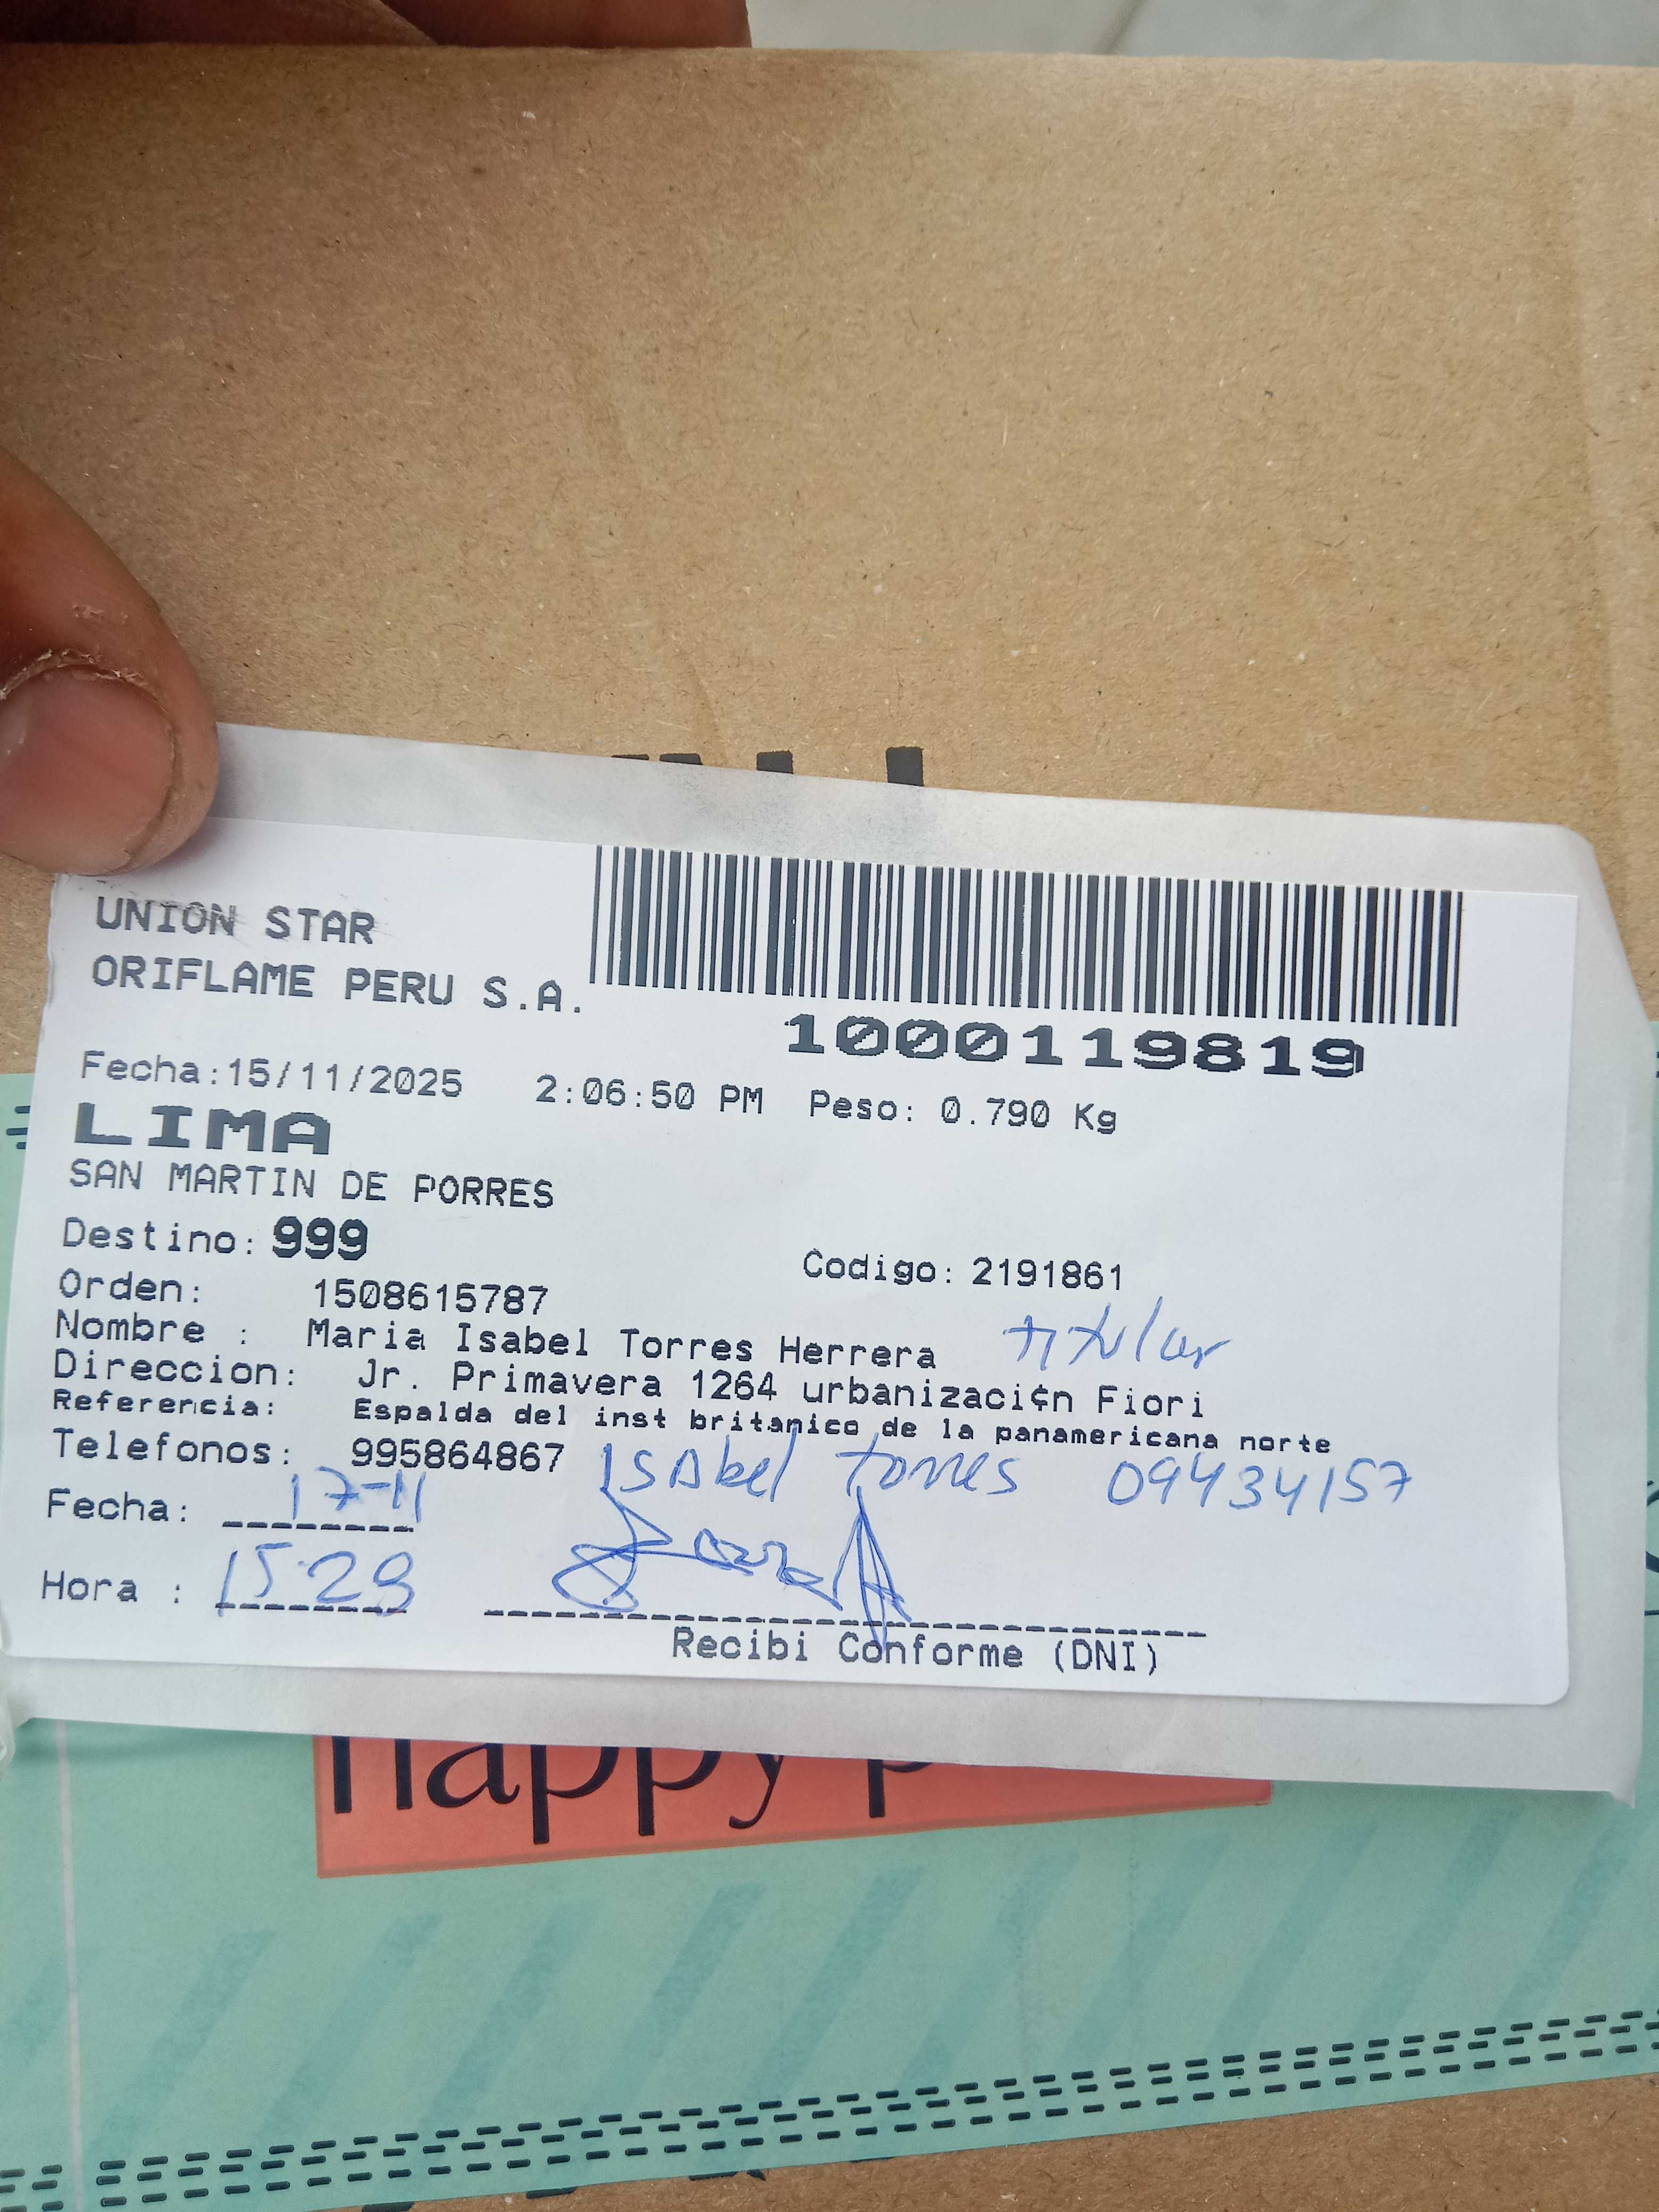 UNION STAR
ORIFLAME PERU S.A.
1000119819
Fecha:15/11/2025 2:06:50 PM Peso: 0.790 Kg
LIMA
SAN MARTIN DE PORRES
Destino: 999
Codigo: 2191861
Orden: 1508615787
Nombre : Maria Isabel Torres Herrera titular
Direccion: Jr. Primavera 1264 urbanizaci¢n Fiori
Referencia: Espalda del inst britanico de la panamericana norte
Telefonos: 995864867 Isabel torres 09434157
Fecha: 17-11
Hora : 15:28
Recibi Conforme (DNI)
happy